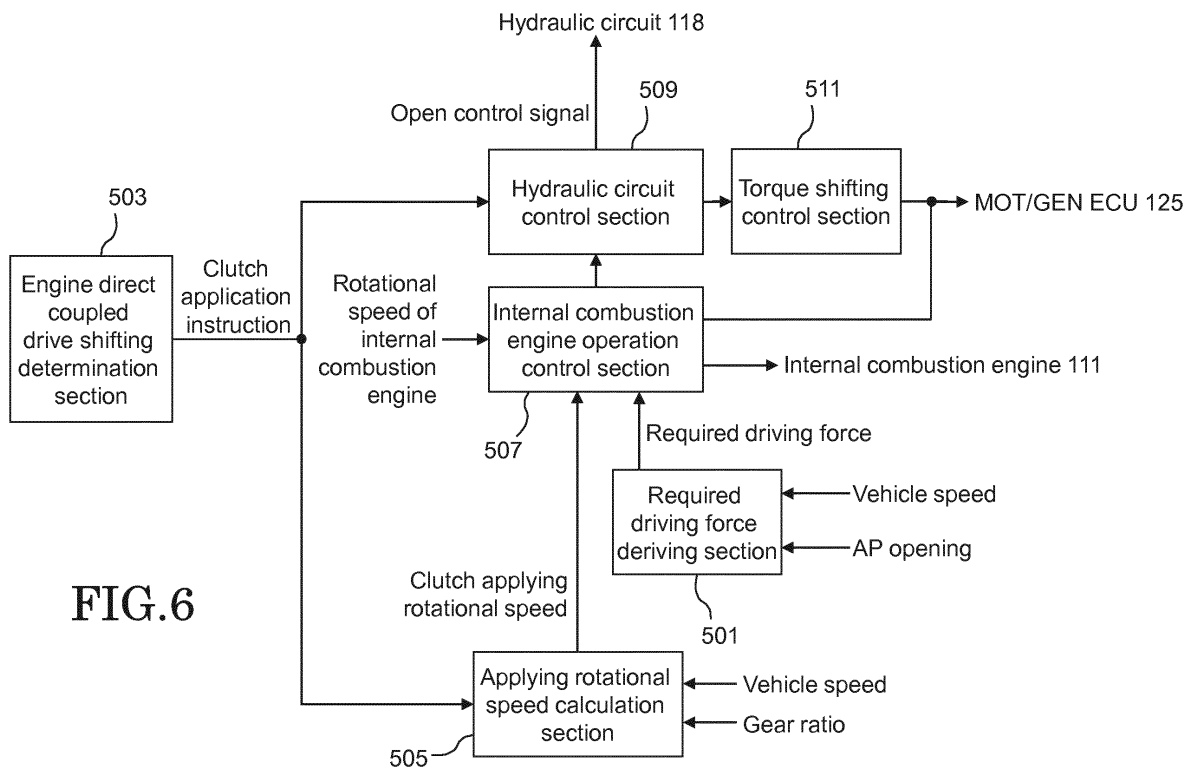 Hydraulic circuit 118
Open control signal
509
511
Hydraulic circuit
control section
Torque shifting
control section
MOT/GEN ECU 125
503
Engine direct
coupled
drive shifting
determination
section
Clutch
application
instruction
Rotational
speed of
internal
combustion
engine
Internal combustion
engine operation
control section
Internal combustion engine 111
507
Required driving force
Required
driving force
deriving section
Vehicle speed
AP opening
501
Clutch applying
rotational speed
FIG.6
Applying rotational
speed calculation
section
Vehicle speed
Gear ratio
505